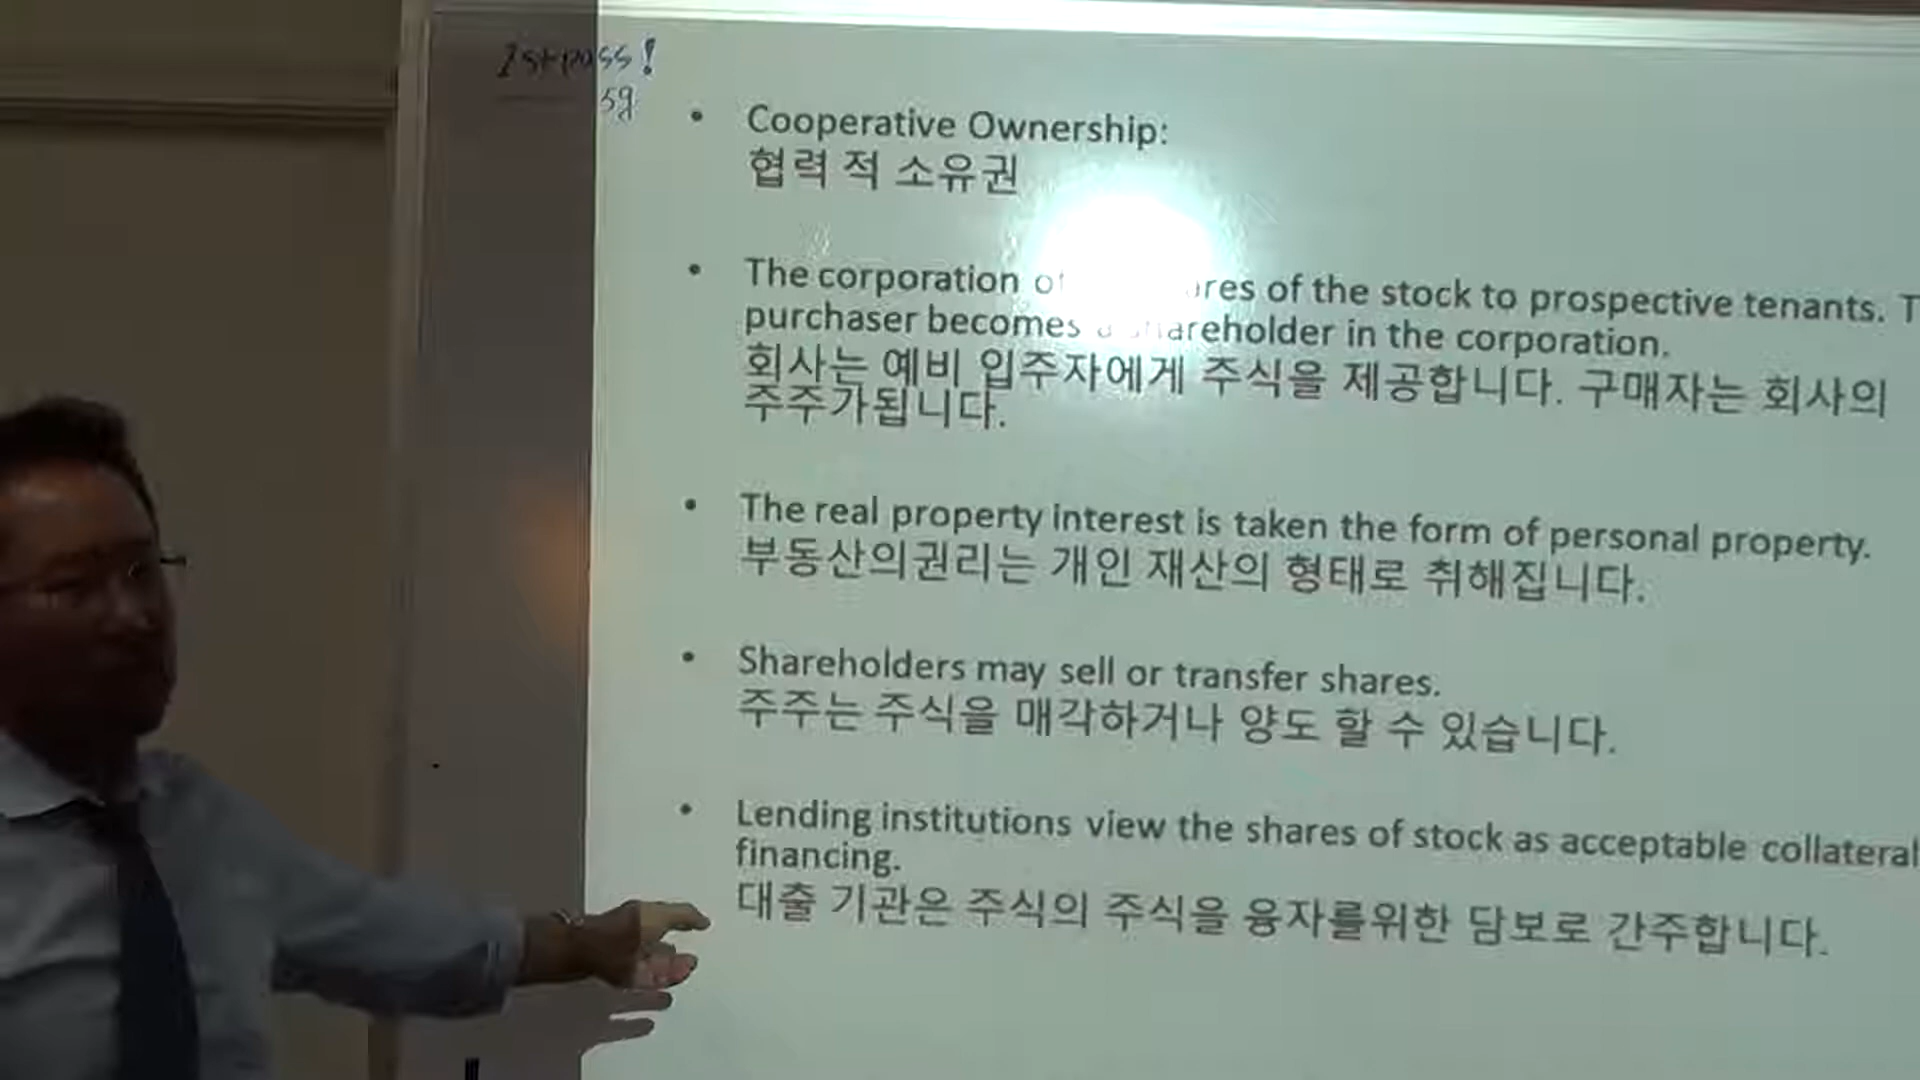 1st pass!
59
• Cooperative Ownership:
협력 적 소유권
• The corporation of the stock to prospective tenants.
purchaser becomes shareholder in the corporation.
회사는 예비 입주자에게 주식을 제공합니다. 구매자는 회사의
주주가됩니다.
• The real property interest is taken the form of personal property.
부동산의권리는 개인 재산의 형태로 취해집니다.
• Shareholders may sell or transfer shares.
주주는 주식을 매각하거나 양도 할 수 있습니다.
• Lending institutions view the shares of stock as acceptable collateral
financing.
대출 기관은 주식의 주식을 융자를위한 담보로 간주합니다.